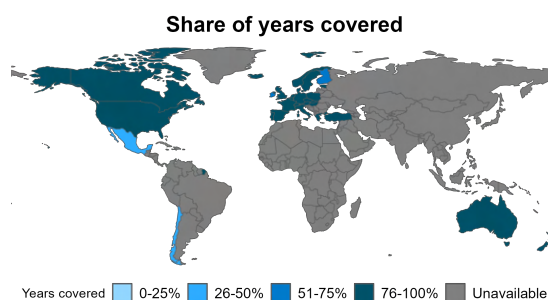 Share of years covered
Years covered 0-25% 26-50% 51-75% 76-100% Unavailable